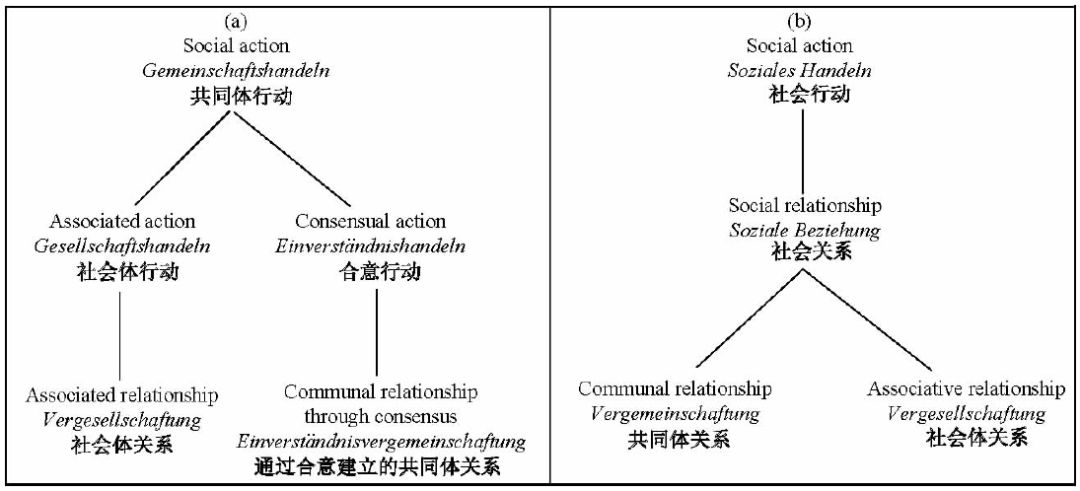 (a)
Social action
Gemeinschaftshandeln
共同体行动
Associated action
Gesellschaftshandeln
社会体行动
Consensual action
Einverständnishandeln
合意行动
Associated relationship
Vergesellschaftung
社会体关系
Communal relationship
through consensus
Einverständnisvergemeinschaftung
通过合意建立的共同体关系
(b)
Social action
Soziales Handeln
社会行动
Social relationship
Soziale Beziehung
社会关系
Communal relationship
Vergemeinschaftung
共同体关系
Associative relationship
Vergesellschaftung
社会体关系